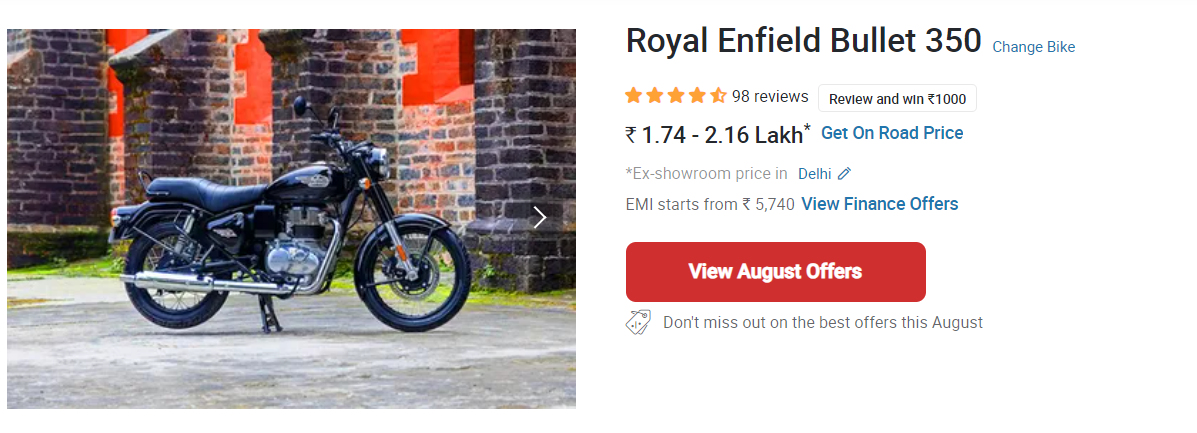 Royal Enfield Bullet 350 Change Bike
98 reviews Review and win ₹1000
₹ 1.74 - 2.16 Lakh* Get On Road Price
*Ex-showroom price in Delhi
EMI starts from ₹ 5,740 View Finance Offers
View August Offers
Don't miss out on the best offers this August